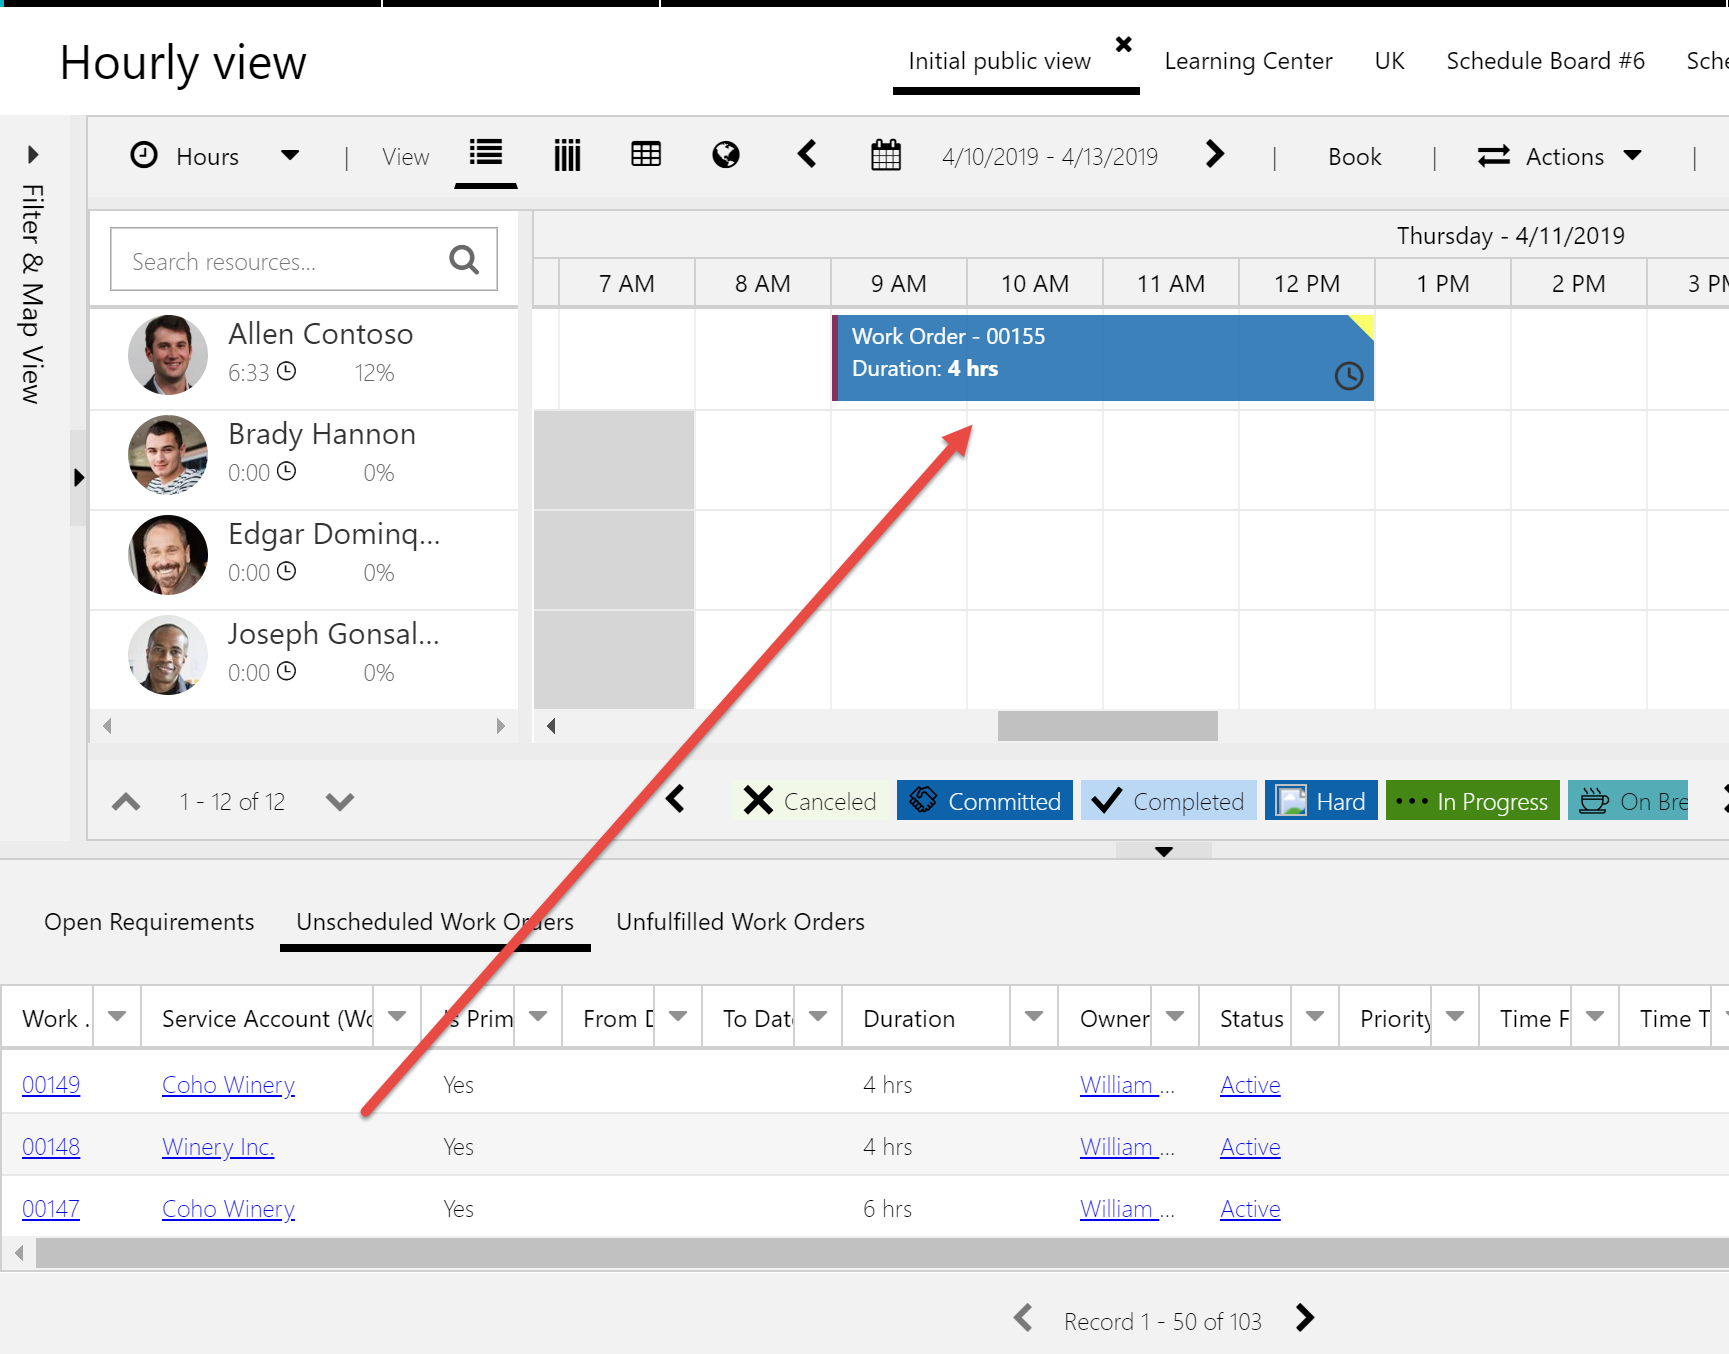 Hourly view
Initial public view Learning Center UK Schedule Board #6 Sche
Hours | View 4/10/2019 - 4/13/2019 | Book | Actions |
Filter & Map View
Search resources...
Thursday - 4/11/2019
7 AM 8 AM 9 AM 10 AM 11 AM 12 PM 1 PM 2 PM 3 PM
Allen Contoso
6:33 12%
Work Order - 00155
Duration: 4 hrs
Brady Hannon
0:00 0%
Edgar Dominq...
0:00 0%
Joseph Gonsal...
0:00 0%
1 - 12 of 12
Canceled Committed Completed Hard In Progress On Bre
Open Requirements Unscheduled Work Orders Unfulfilled Work Orders
Work . Service Account (Wo Is Prim From D To Date Duration Owner Status Priority Time F Time T
00149 Coho Winery Yes 4 hrs William ... Active
00148 Winery Inc. Yes 4 hrs William ... Active
00147 Coho Winery Yes 6 hrs William ... Active
Record 1 - 50 of 103